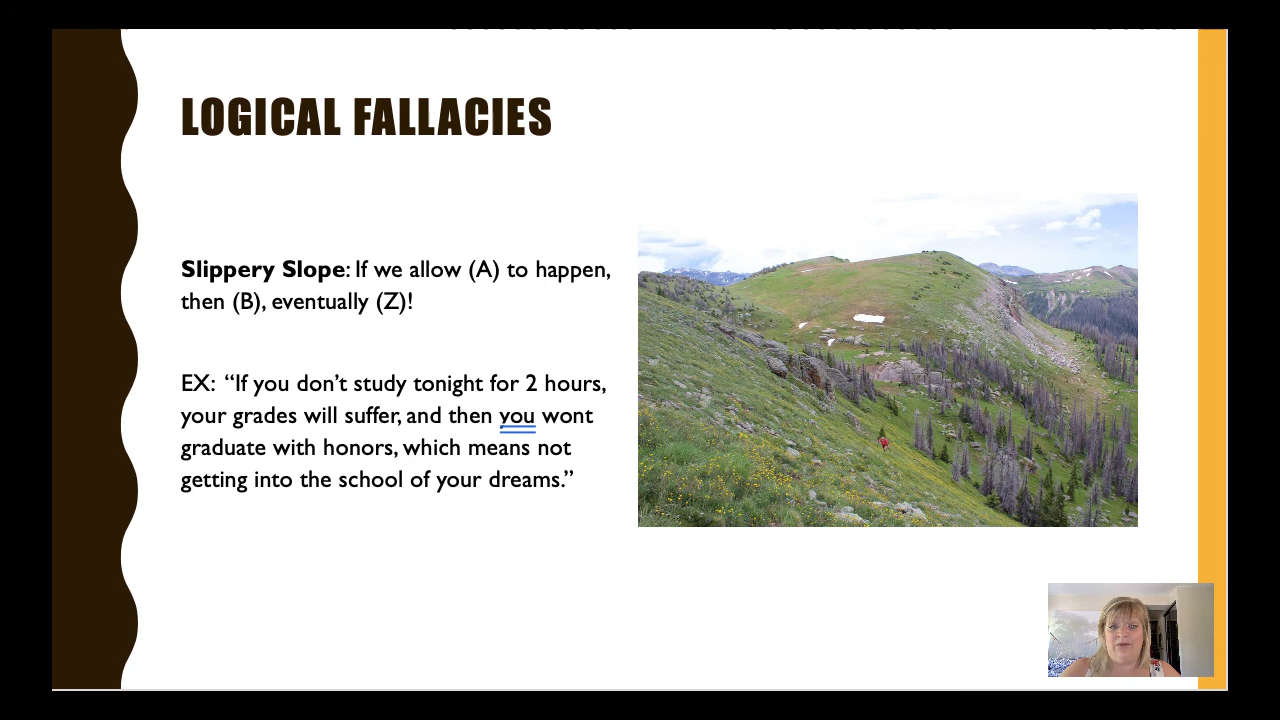 LOGICAL FALLACIES
Slippery Slope: If we allow (A) to happen,
then (B), eventually (Z)!
EX: “If you don’t study tonight for 2 hours,
your grades will suffer, and then you wont
graduate with honors, which means not
getting into the school of your dreams.”